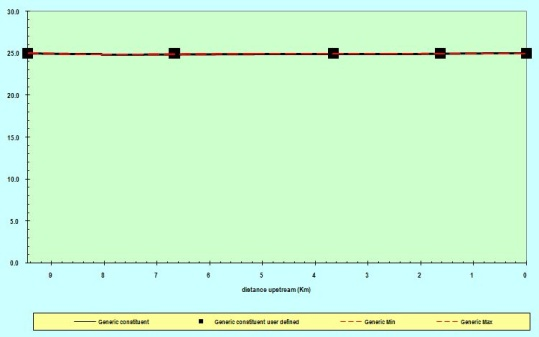 30.0
25.0
20.0
15.0
10.0
5.0
0.0
9 8 7 6 5 4 3 2 1 0
distance upstream (Km)
Generic constituent Generic constituent user defined Generic Min Generic Max